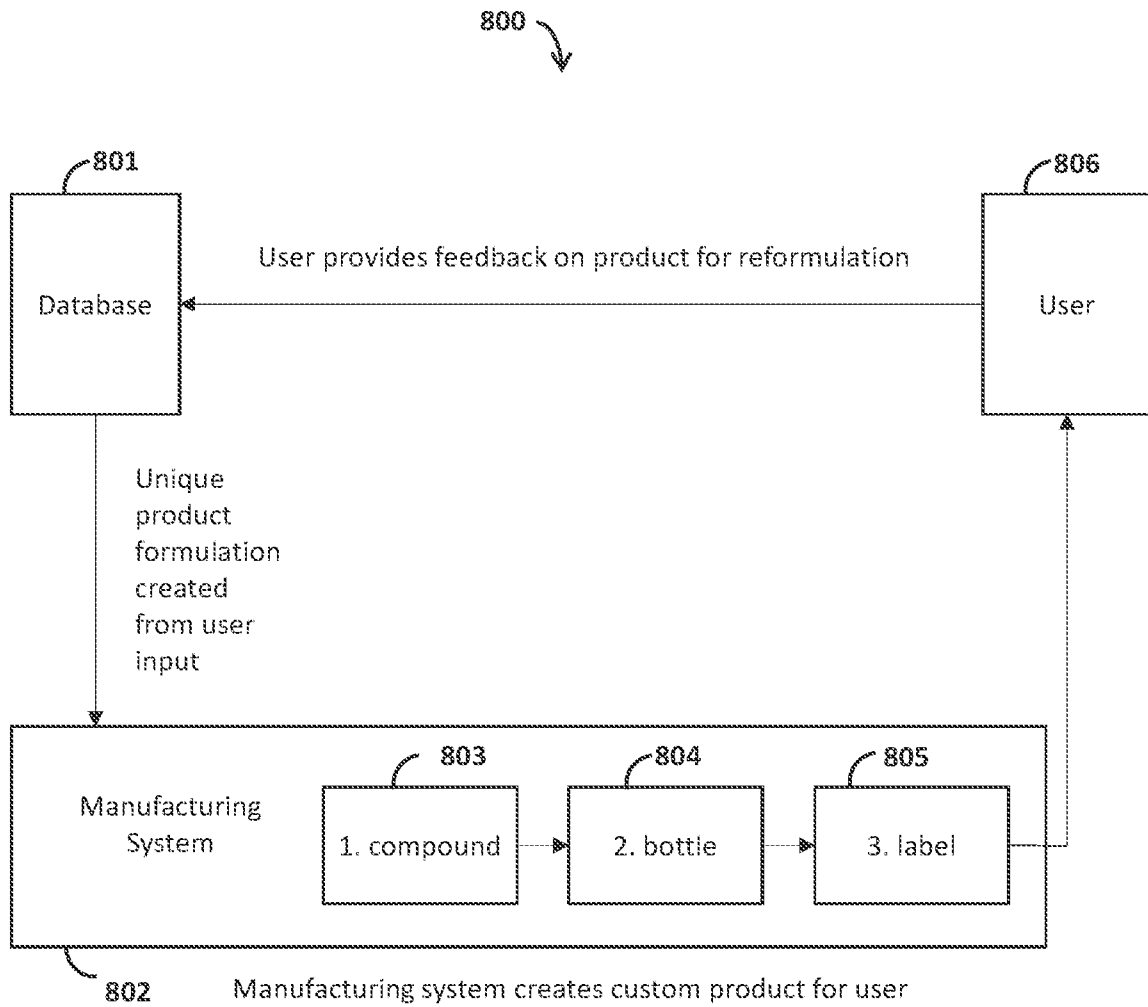 800
801
806
User provides feedback on product for reformulation
Database
User
Unique
product
formulation
created
from user
input
803
804
805
Manufacturing
System
1. compound
2. bottle
3. label
802
Manufacturing system creates custom product for user